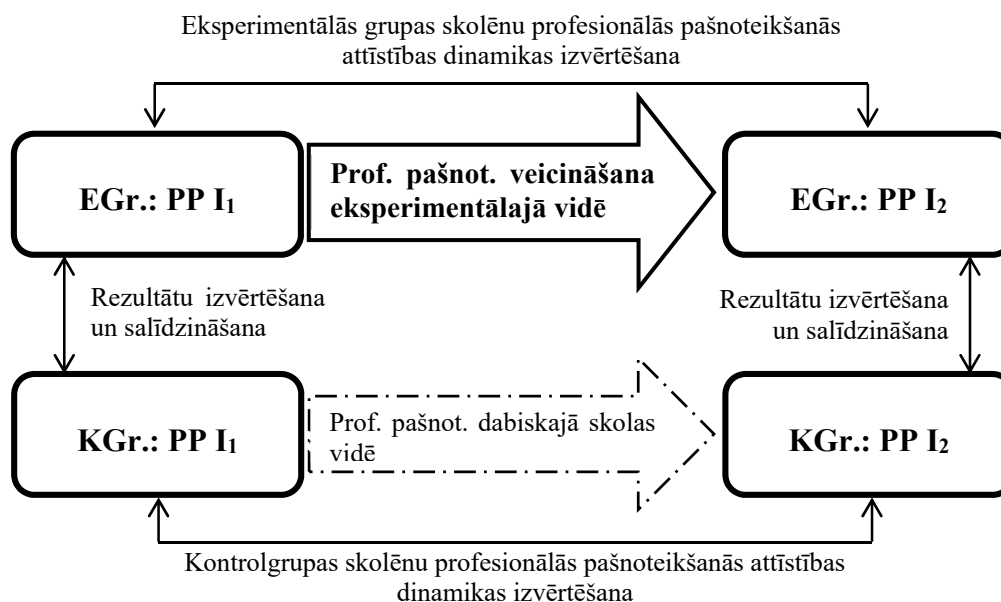 Eksperimentālās grupas skolēnu profesionālās pašnoteikšanās
attīstības dinamikas izvērtēšana
EGr.: PP I₁
Prof. pašnot. veicināšana
eksperimentālajā vidē
EGr.: PP I₂
Rezultātu izvērtēšana
un salīdzināšana
Rezultātu izvērtēšana
un salīdzināšana
KGr.: PP I₁
Prof. pašnot. dabiskajā skolas
vidē
KGr.: PP I₂
Kontrolgrupas skolēnu profesionālās pašnoteikšanās attīstības
dinamikas izvērtēšana